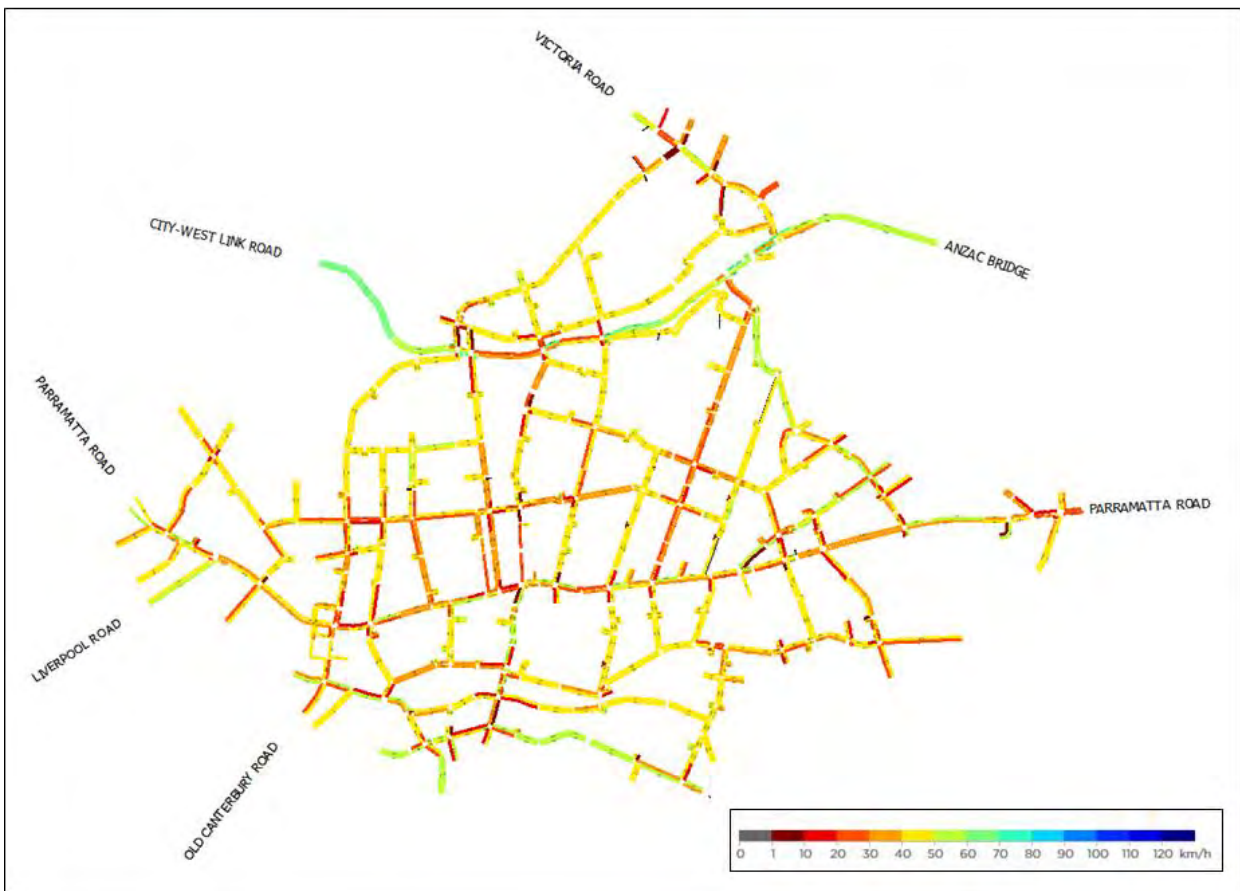 VICTORIA ROAD
CITY-WEST LINK ROAD
ANZAC BRIDGE
PARRAMATTA ROAD
PARRAMATTA ROAD
LIVERPOOL ROAD
OLD CANTERBURY ROAD
0 1 10 20 30 40 50 60 70 80 90 100 110 120 km/h